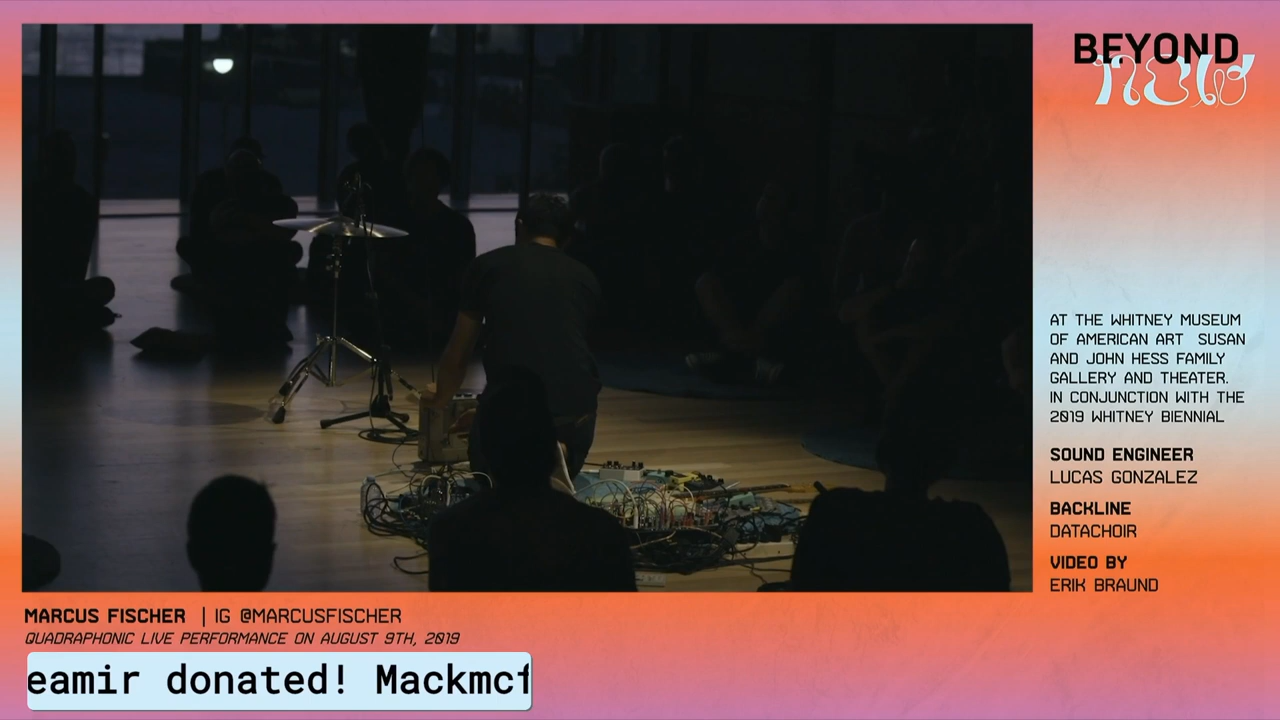 BEYOND
now
AT THE WHITNEY MUSEUM
OF AMERICAN ART SUSAN
AND JOHN HESS FAMILY
GALLERY AND THEATER.
IN CONJUNCTION WITH THE
2019 WHITNEY BIENNIAL
SOUND ENGINEER
LUCAS GONZALEZ
BACKLINE
DATACHOIR
VIDEO BY
ERIK BRAUND
MARCUS FISCHER | IG @MARCUSFISCHER
QUADRAPHONIC LIVE PERFORMANCE ON AUGUST 9TH, 2019
eamir donated! Mackmcf